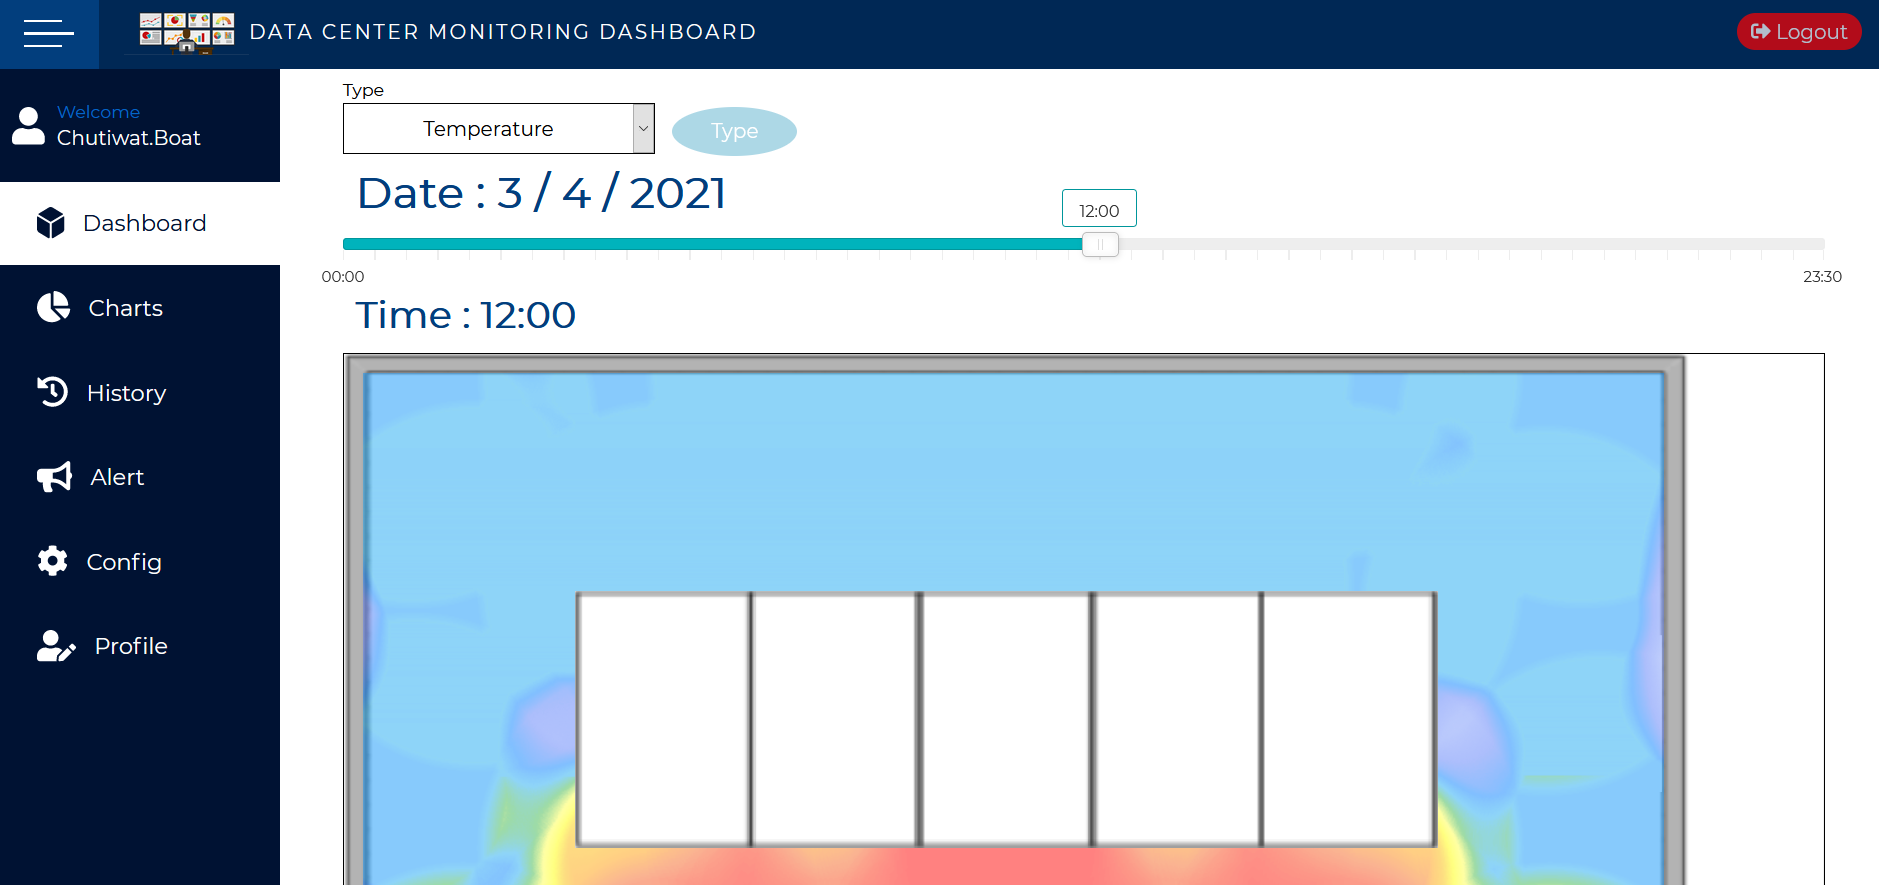 DATA CENTER MONITORING DASHBOARD
Logout
Welcome
Chutiwat.Boat
Dashboard
Charts
History
Alert
Config
Profile
Type
Temperature
Type
Date : 3 / 4 / 2021
12:00
00:00
23:30
Time : 12:00